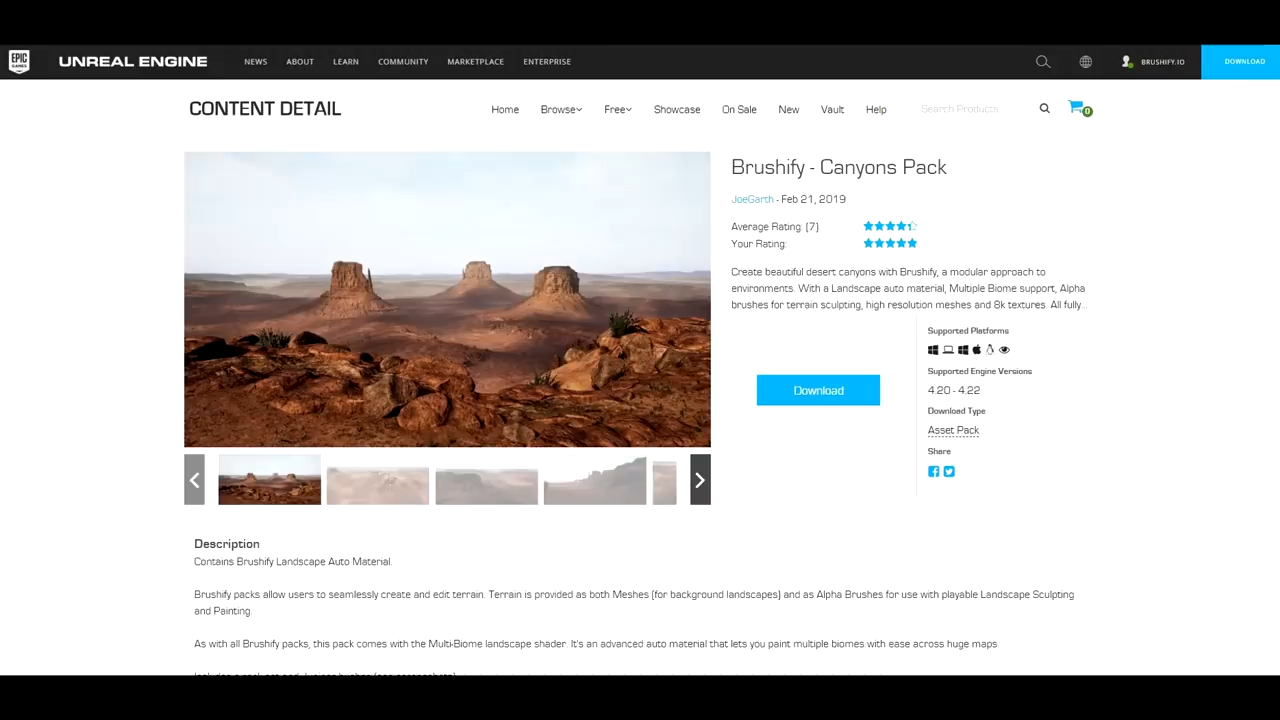 EPIC GAMES
UNREAL ENGINE NEWS ABOUT LEARN COMMUNITY MARKETPLACE ENTERPRISE BRUSHIFY.IO DOWNLOAD
CONTENT DETAIL Home Browse Free Showcase On Sale New Vault Help Search Products 0
Brushify - Canyons Pack
JoeGarth - Feb 21, 2019
Average Rating: (7)
Your Rating:
Create beautiful desert canyons with Brushify, a modular approach to
environments. With a Landscape auto material, Multiple Biome support, Alpha
brushes for terrain sculpting, high resolution meshes and 8k textures. All fully...
Download
Supported Platforms
Supported Engine Versions
4.20 - 4.22
Download Type
Asset Pack
Share
Description
Contains Brushify Landscape Auto Material.
Brushify packs allow users to seamlessly create and edit terrain. Terrain is provided as both Meshes (for background landscapes) and as Alpha Brushes for use with playable Landscape Sculpting
and Painting.
As with all Brushify packs, this pack comes with the Multi-Biome landscape shader. It's an advanced auto material that lets you paint multiple biomes with ease across huge maps.